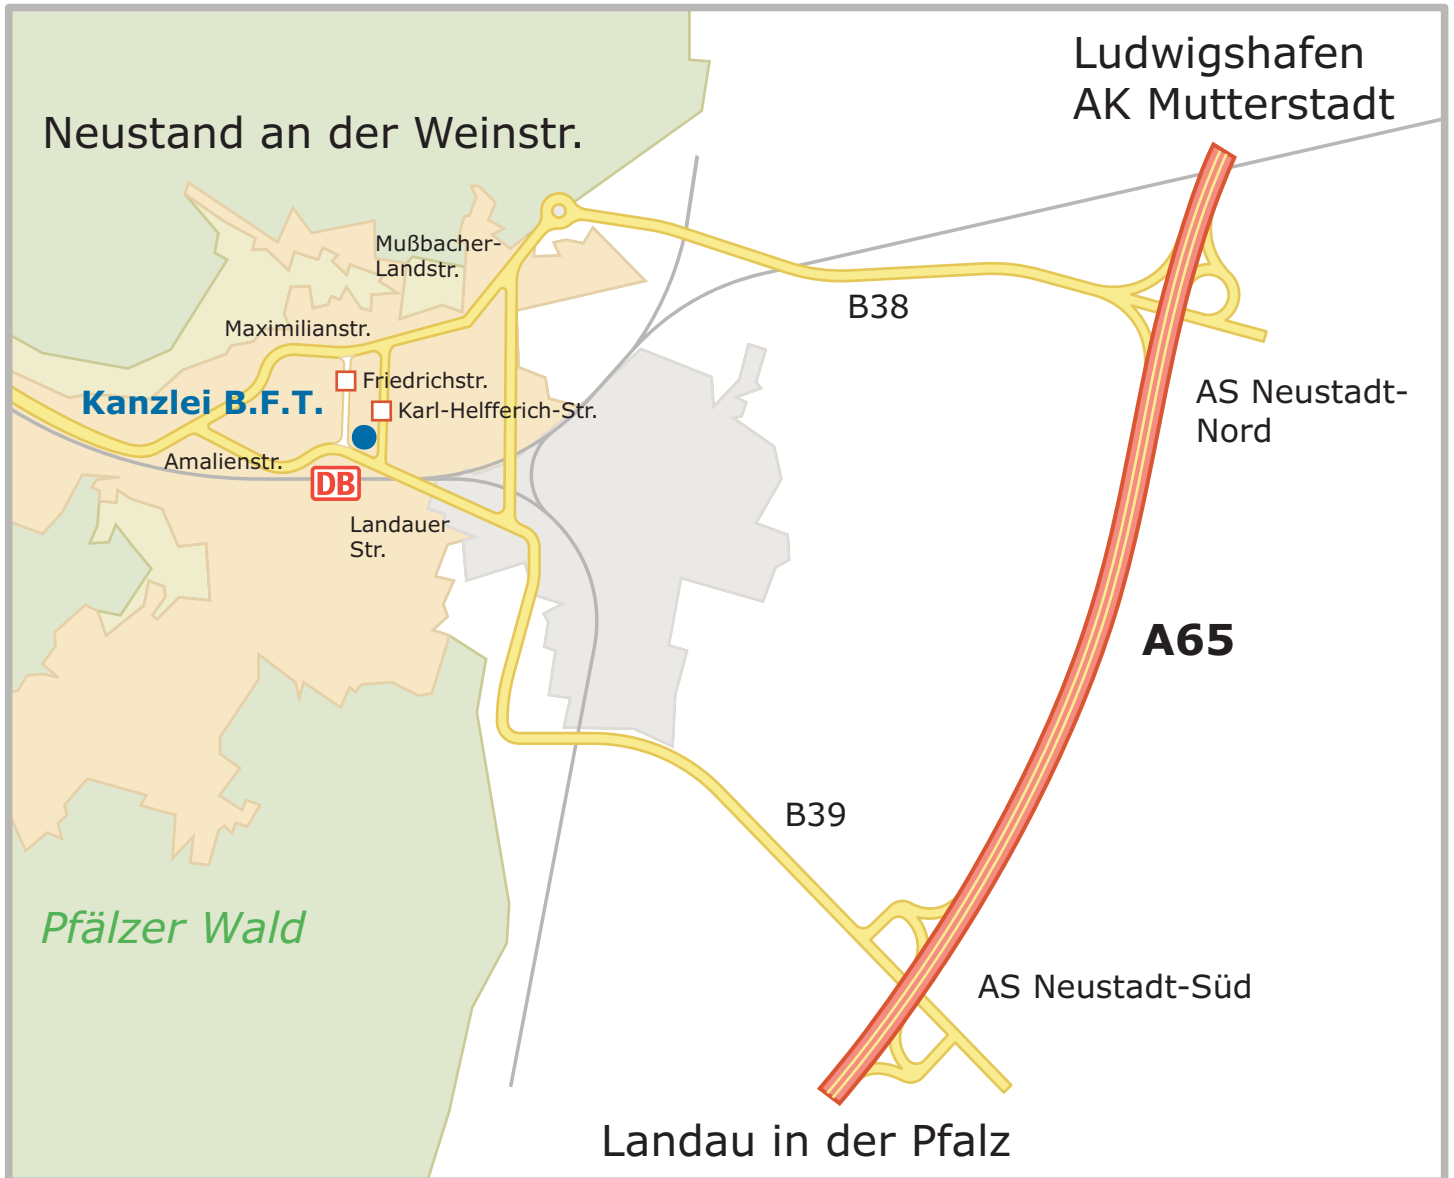 Ludwigshafen
AK Mutterstadt
Neustand an der Weinstr.
Mußbacher-
Landstr.
B38
Maximilianstr.
Friedrichstr.
Kanzlei B.F.T.
Karl-Helfferich-Str.
AS Neustadt-
Nord
Amalienstr.
DB
Landauer
Str.
A65
B39
Pfälzer Wald
AS Neustadt-Süd
Landau in der Pfalz